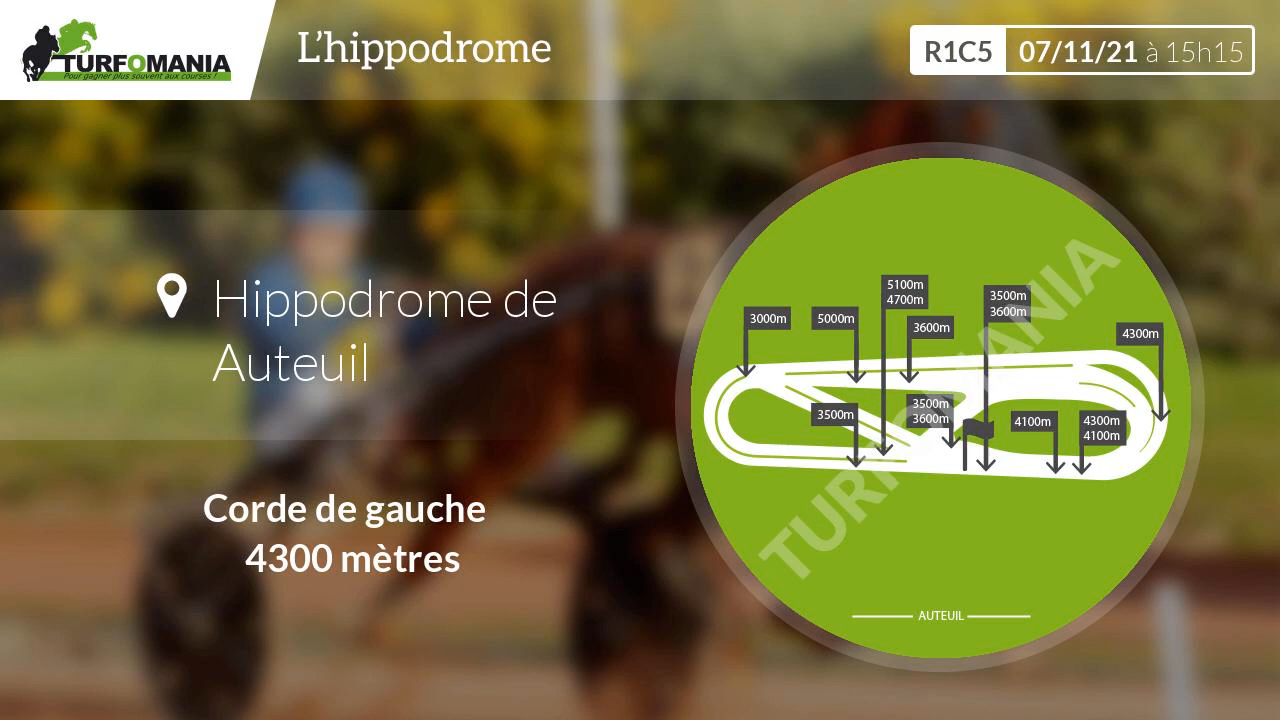 TURFOMANIA
Pour gagner plus souvent aux courses !
L'hippodrome
R1C5 07/11/21 à 15h15
Hippodrome de
Auteuil
Corde de gauche
4300 mètres
5100m
4700m
3500m
3600m
3000m
5000m
3600m
4300m
3500m
3500m
3600m
4100m
4300m
4100m
TURFOMANIA
AUTEUIL